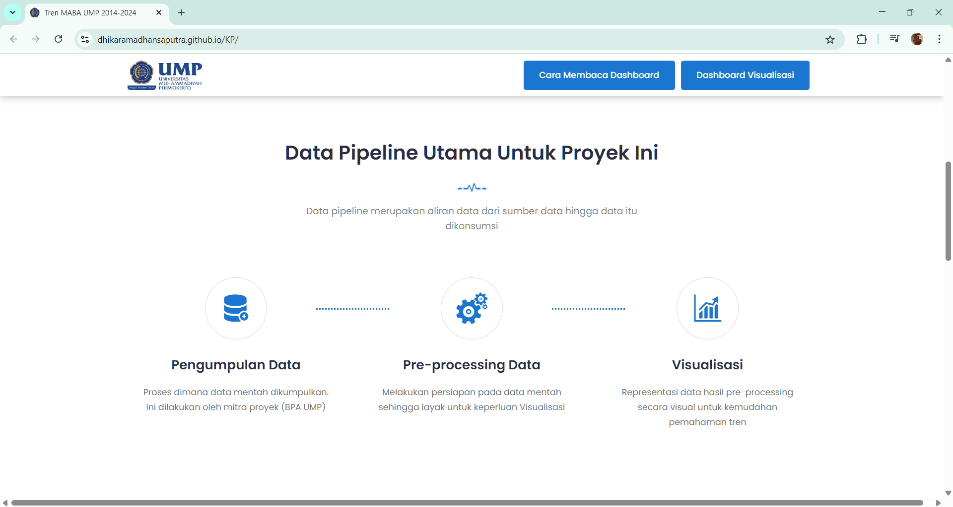 Tren MABA UMP 2014-2024
dhikaramadhansaputra.github.io/KP/
UMP
UNIVERSITAS
MUHAMMADIYAH
PURWOKERTO
Cara Membaca Dashboard
Dashboard Visualisasi
Data Pipeline Utama Untuk Proyek Ini
Data pipeline merupakan aliran data dari sumber data hingga data itu
dikonsumsi
Pengumpulan Data
Proses dimana data mentah dikumpulkan.
Ini dilakukan oleh mitra proyek (BPA UMP)
Pre-processing Data
Melakukan persiapan pada data mentah
sehingga layak untuk keperluan Visualisasi
Visualisasi
Representasi data hasil pre-processing
secara visual untuk kemudahan
pemahaman tren